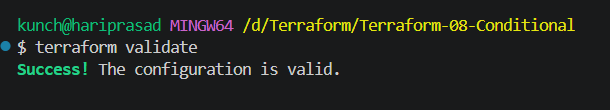 kunch@hariprasad MINGW64 /d/Terraform/Terraform-08-Conditional
$ terraform validate
Success! The configuration is valid.